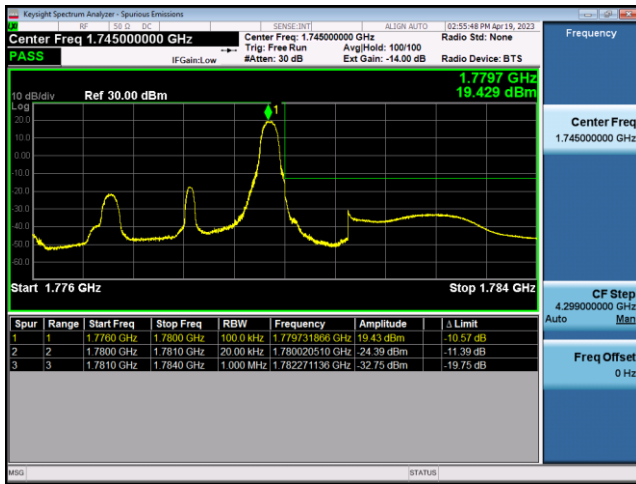 Keysight Spectrum Analyzer - Spurious Emissions
RF 50 Ω DC SENSE:INT ALIGN AUTO 02:55:48 PM Apr 19, 2023
Center Freq 1.745000000 GHz Center Freq: 1.745000000 GHz Radio Std: None Frequency
PASS Trig: Free Run Avg|Hold: 100/100
IFGain:Low #Atten: 30 dB Ext Gain: -14.00 dB Radio Device: BTS
1.7797 GHz
10 dB/div Ref 30.00 dBm 19.429 dBm
Log
20.0
1
10.0
0.00
-10.0
-20.0
-30.0
-40.0
-50.0
-60.0
Start 1.776 GHz Stop 1.784 GHz
Spur Range Start Freq Stop Freq RBW Frequency Amplitude Δ Limit
1 1 1.7760 GHz 1.7800 GHz 100.0 kHz 1.779731866 GHz 19.43 dBm -10.57 dB
2 2 1.7800 GHz 1.7810 GHz 20.00 kHz 1.780020510 GHz -24.39 dBm -11.39 dB
3 3 1.7810 GHz 1.7840 GHz 1.000 MHz 1.782271136 GHz -32.75 dBm -19.75 dB
Center Freq
1.745000000 GHz
CF Step
4.299000000 GHz
Auto Man
Freq Offset
0 Hz
MSG STATUS